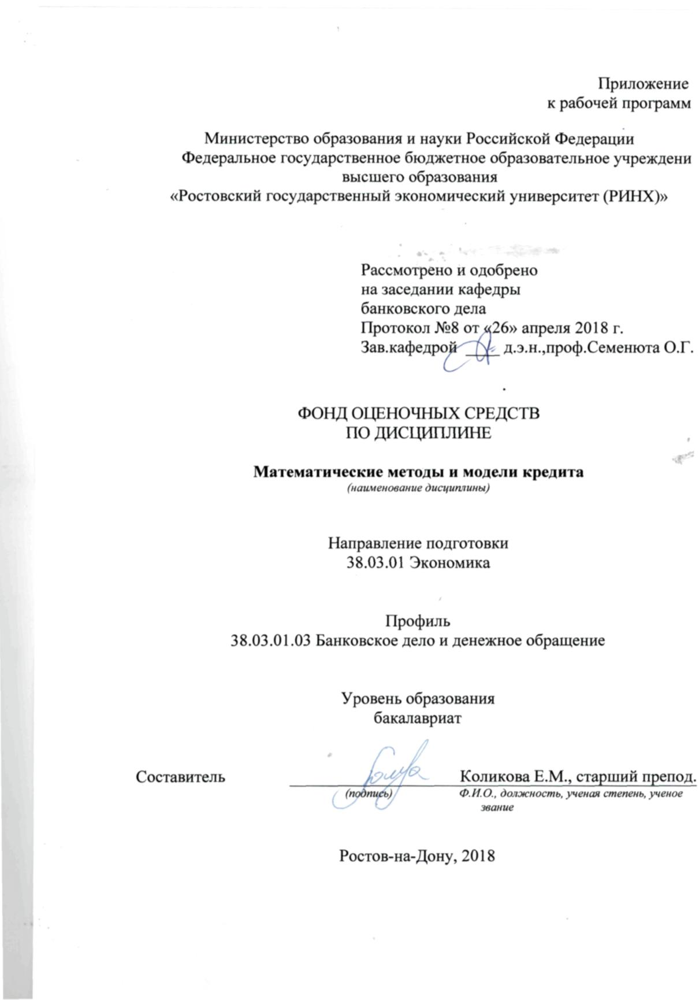 Приложение
к рабочей программ
Министерство образования и науки Российской Федерации
Федеральное государственное бюджетное образовательное учреждени
высшего образования
«Ростовский государственный экономический университет (РИНХ)»
Рассмотрено и одобрено
на заседании кафедры
банковского дела
Протокол №8 от «26» апреля 2018 г.
Зав.кафедрой ____ д.э.н.,проф.Семенюта О.Г.
ФОНД ОЦЕНОЧНЫХ СРЕДСТВ
ПО ДИСЦИПЛИНЕ
Математические методы и модели кредита
(наименование дисциплины)
Направление подготовки
38.03.01 Экономика
Профиль
38.03.01.03 Банковское дело и денежное обращение
Уровень образования
бакалавриат
Составитель Коликова Е.М., старший препод.
(подпись) Ф.И.О., должность, ученая степень, ученое
звание
Ростов-на-Дону, 2018